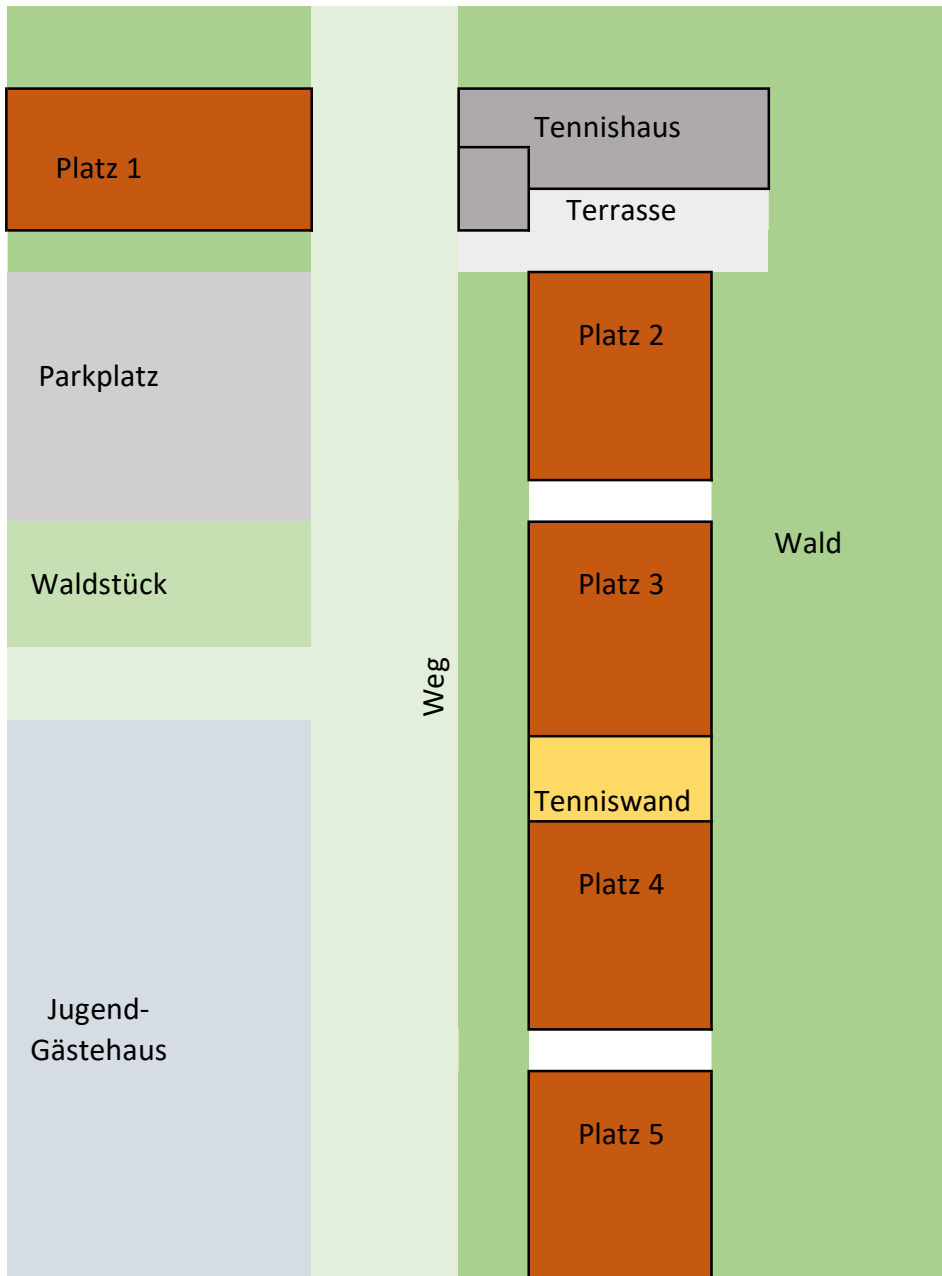 Tennishaus
Platz 1
Terrasse
Platz 2
Parkplatz
Wald
Waldstück
Platz 3
Weg
Tenniswand
Platz 4
Jugend-
Gästehaus
Platz 5